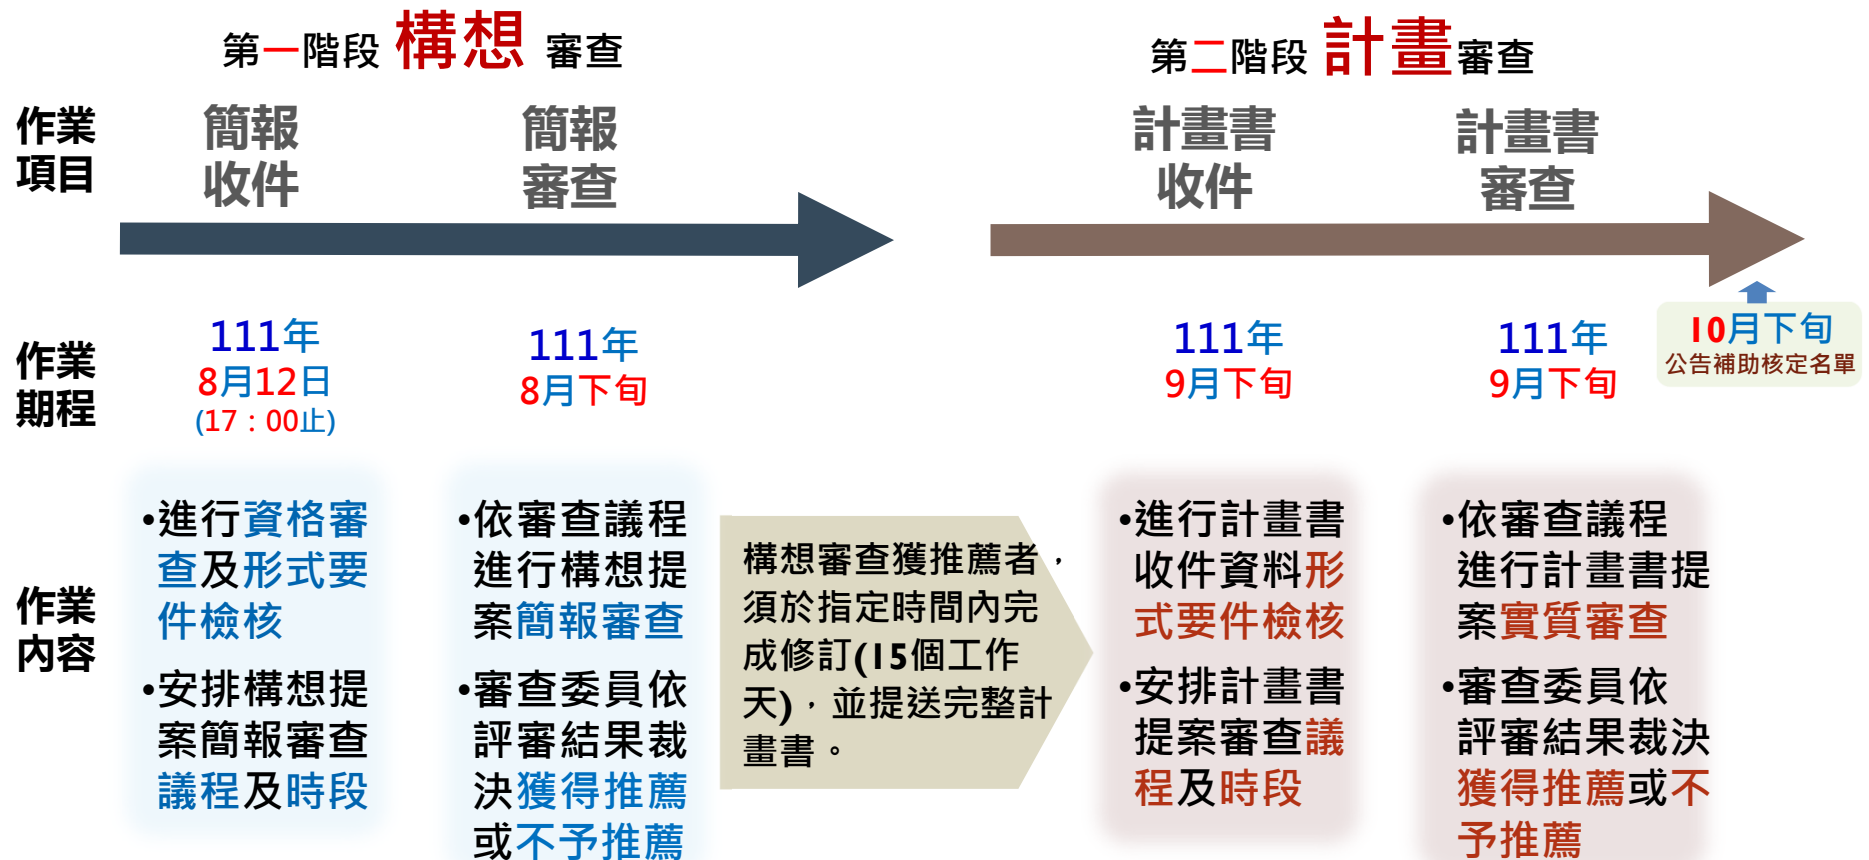 第一階段 構想 審查
第二階段 計畫審查
作業
項目
簡報
收件
簡報
審查
計畫書
收件
計畫書
審查
作業
期程
111年
8月12日
(17：00止)
111年
8月下旬
111年
9月下旬
111年
9月下旬
10月下旬
公告補助核定名單
作業
內容
•進行資格審
查及形式要
件檢核
•安排構想提
案簡報審查
議程及時段
•依審查議程
進行構想提
案簡報審查
•審查委員依
評審結果裁
決獲得推薦
或不予推薦
構想審查獲推薦者，
須於指定時間內完
成修訂(15個工作
天)，並提送完整計
畫書。
•進行計畫書
收件資料形
式要件檢核
•安排計畫書
提案審查議
程及時段
•依審查議程
進行計畫書提
案實質審查
•審查委員依
評審結果裁決
獲得推薦或不
予推薦